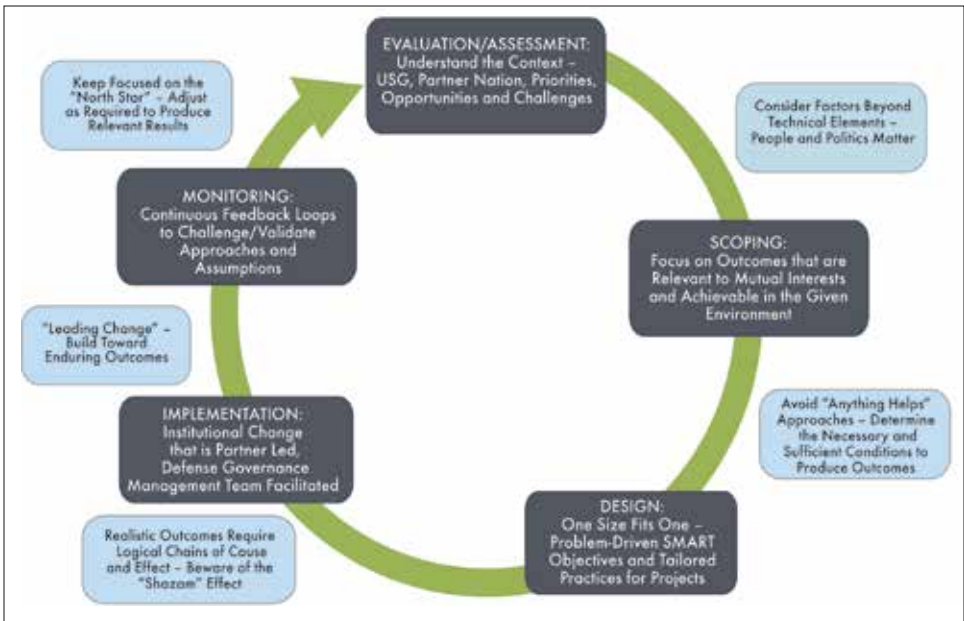 EVALUATION/ASSESSMENT:
Understand the Context –
USG, Partner Nation, Priorities,
Opportunities and Challenges
Consider Factors Beyond
Technical Elements –
People and Politics Matter
SCOPING:
Focus on Outcomes that are
Relevant to Mutual Interests
and Achievable in the Given
Environment
Avoid "Anything Helps"
Approaches – Determine
the Necessary and
Sufficient Conditions to
Produce Outcomes
DESIGN:
One Size Fits One –
Problem-Driven SMART
Objectives and Tailored
Practices for Projects
Realistic Outcomes Require
Logical Chains of Cause
and Effect – Beware of the
"Shazam" Effect
IMPLEMENTATION:
Institutional Change
that is Partner Led,
Defense Governance
Management Team Facilitated
"Leading Change" –
Build Toward
Enduring Outcomes
MONITORING:
Continuous Feedback Loops
to Challenge/Validate
Approaches and
Assumptions
Keep Focused on the
"North Star" – Adjust
as Required to Produce
Relevant Results